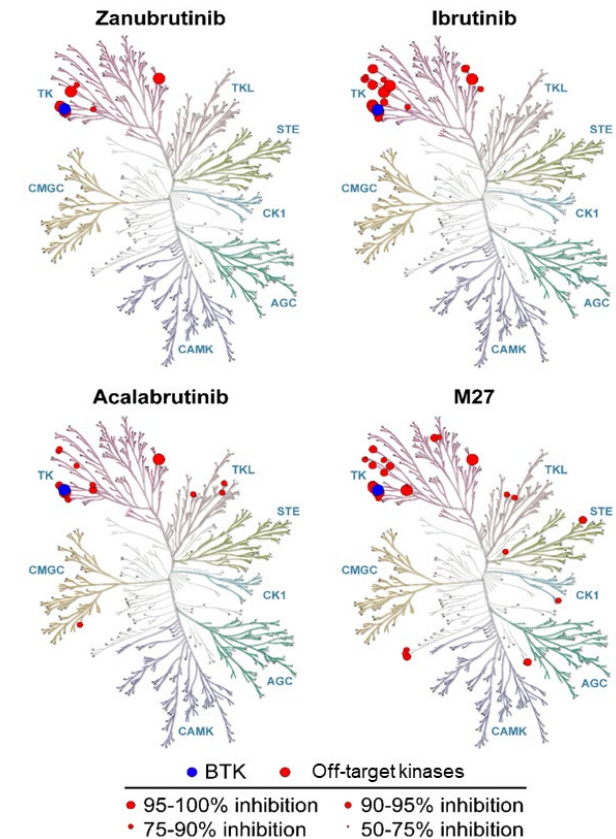 Zanubrutinib
Ibrutinib
TK
TKL
STE
CMGC
CK1
AGC
CAMK
TK
TKL
STE
CMGC
CK1
AGC
CAMK
Acalabrutinib
M27
TK
TKL
STE
CMGC
CK1
AGC
CAMK
TK
TKL
STE
CMGC
CK1
AGC
CAMK
BTK Off-target kinases
95-100% inhibition 90-95% inhibition
75-90% inhibition 50-75% inhibition